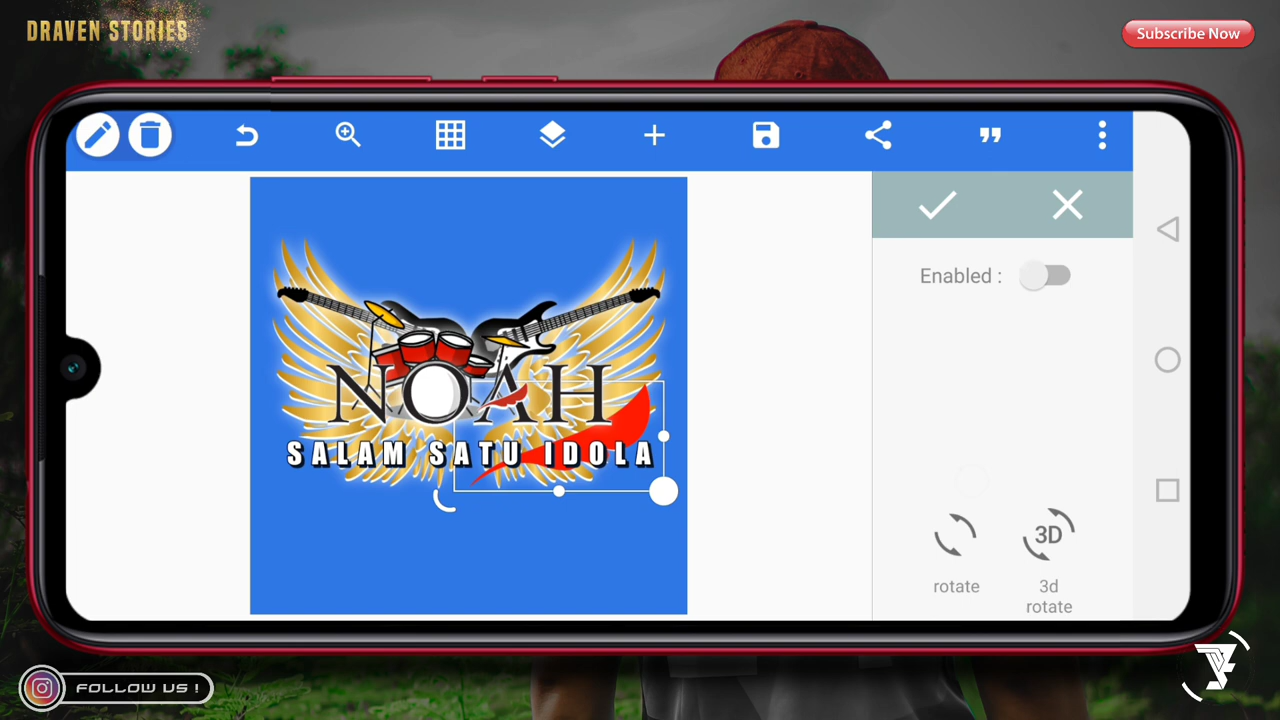 DRAVEN STORIES
Subscribe Now
Enabled :
NOAH
SALAM SATU IDOLA
3D
rotate
3d
rotate
FOLLOW US !